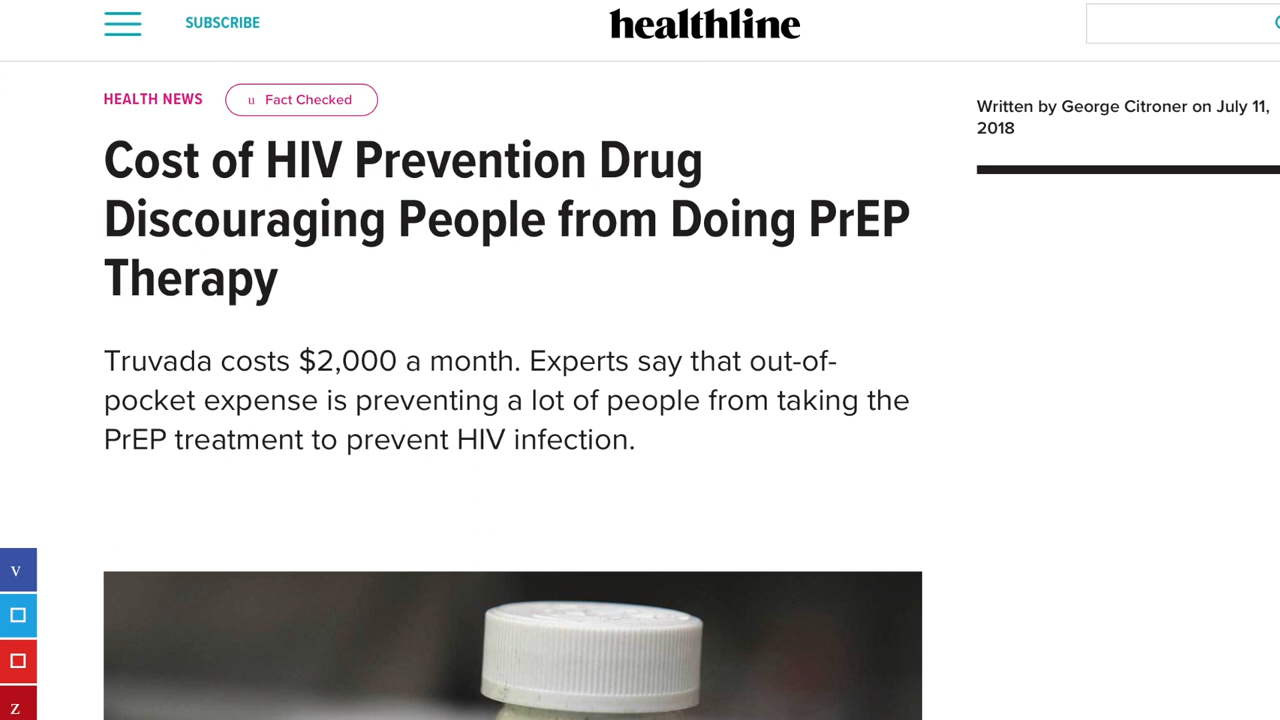 SUBSCRIBE
healthline
HEALTH NEWS
u Fact Checked
Cost of HIV Prevention Drug
Discouraging People from Doing PrEP
Therapy
Truvada costs $2,000 a month. Experts say that out-of-
pocket expense is preventing a lot of people from taking the
PrEP treatment to prevent HIV infection.
Written by George Citroner on July 11,
2018
v
z